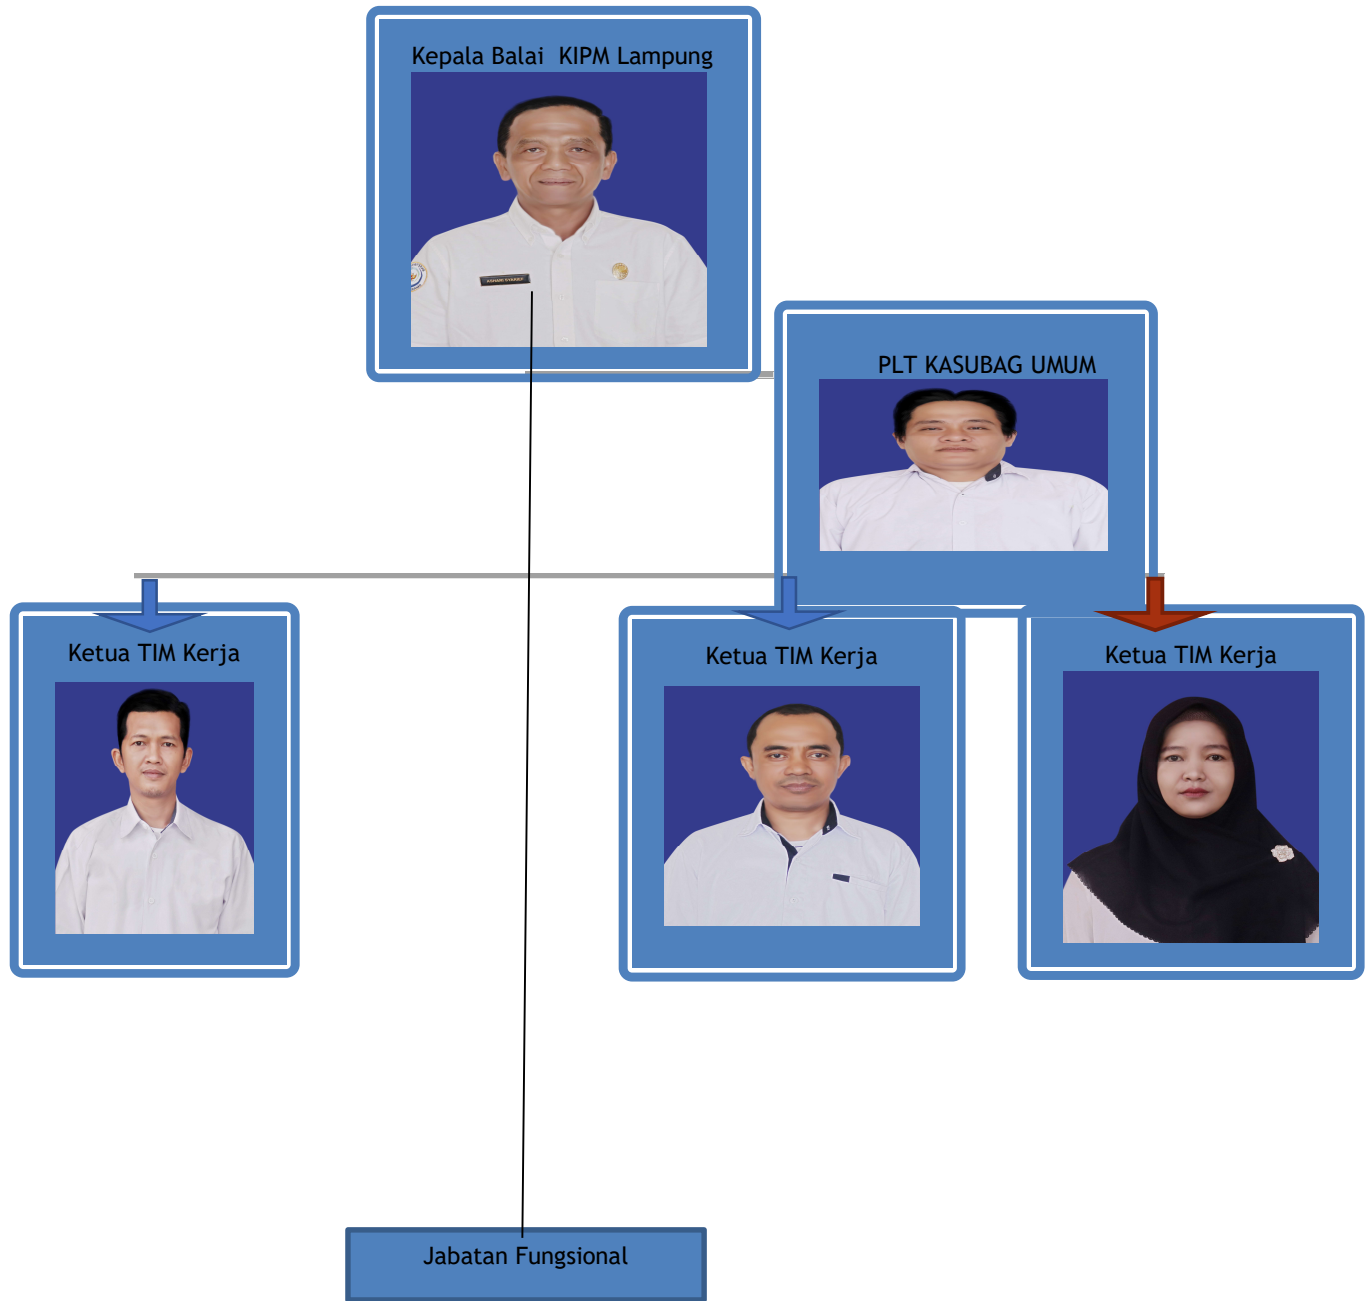 Kepala Balai KIPM Lampung
PLT KASUBAG UMUM
Ketua TIM Kerja
Ketua TIM Kerja
Ketua TIM Kerja
Jabatan Fungsional